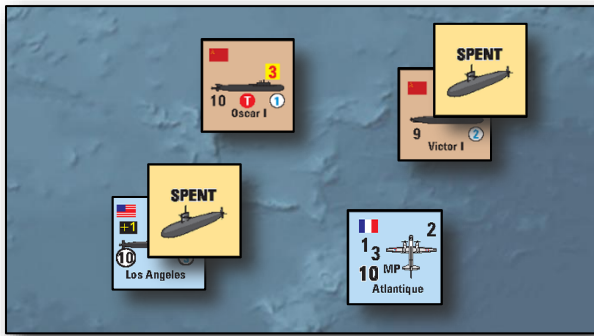 3
10 T 1
Oscar I
SPENT
9 2
Victor I
SPENT
+1
10
Los Angeles
2
1
3
10 MP
Atlantique